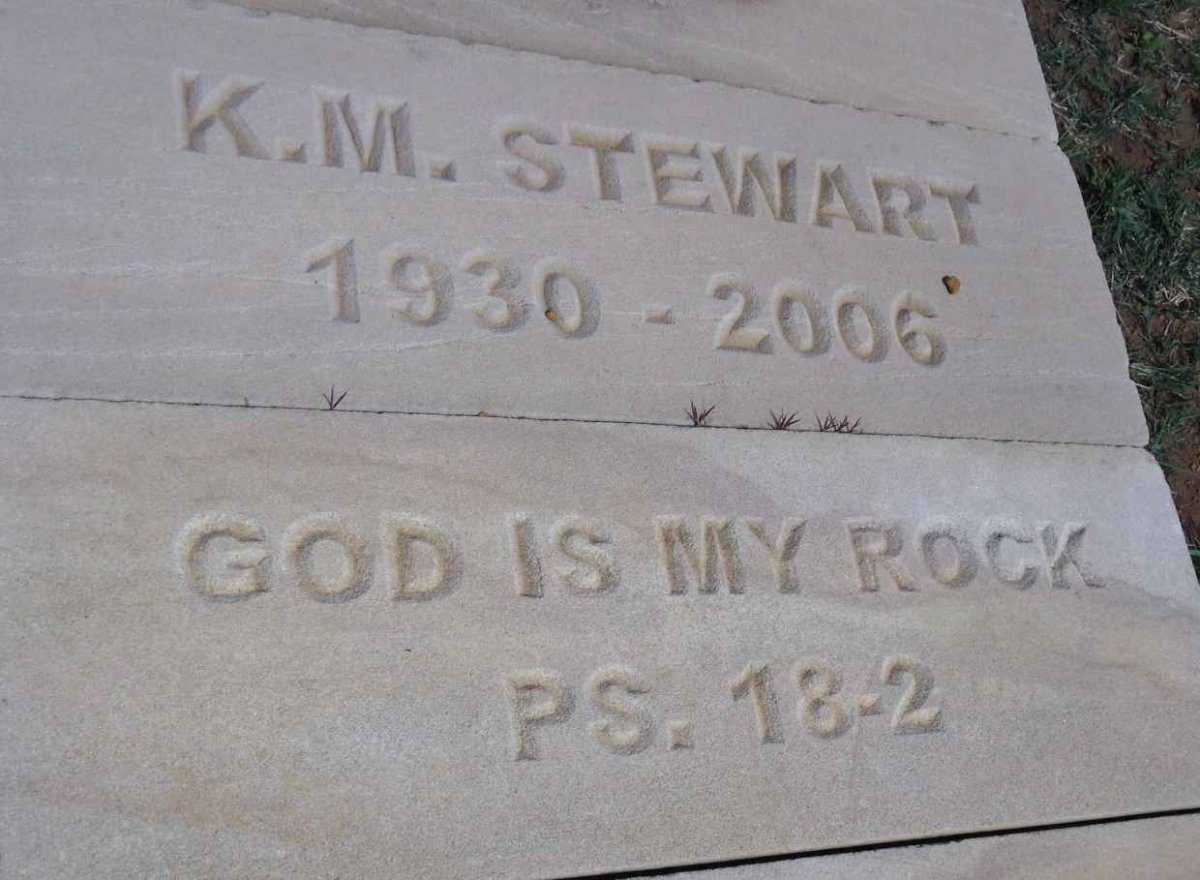 K.M. STEWART
1930 - 2006
GOD IS MY ROCK
PS. 18-2